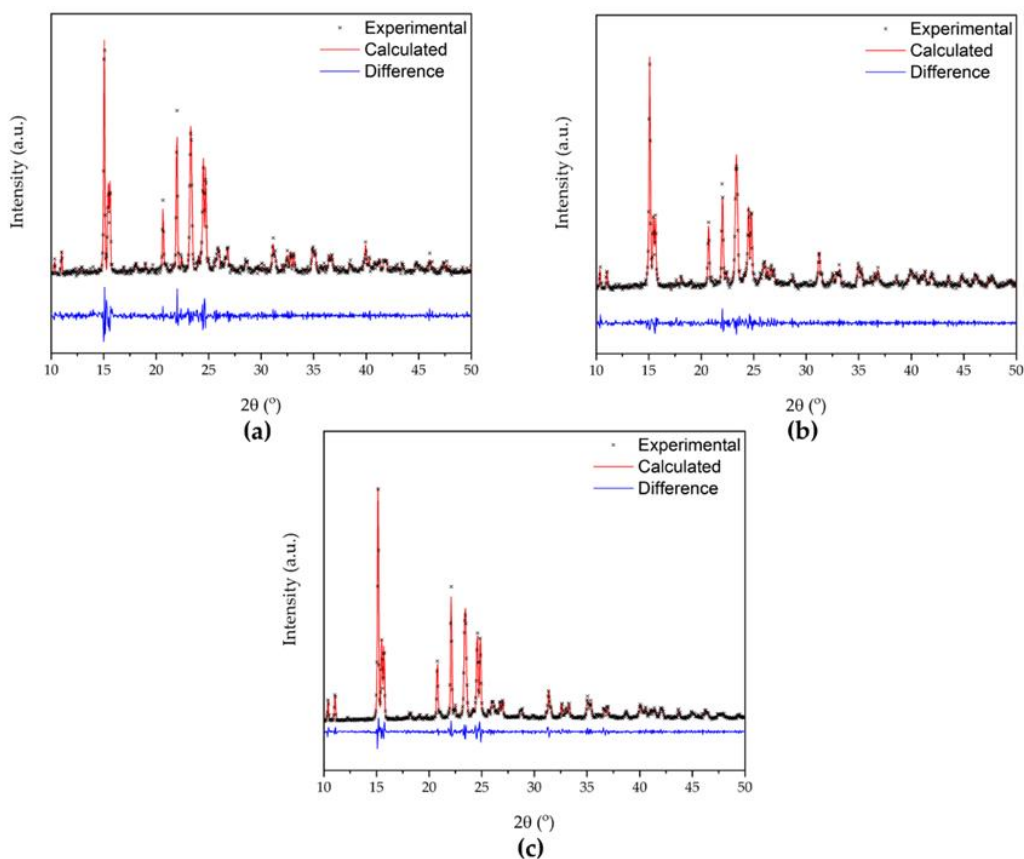 Experimental
Calculated
Difference
Intensity (a.u.)
10 15 20 25 30 35 40 45 50
2θ (°)
(a)
Experimental
Calculated
Difference
Intensity (a.u.)
10 15 20 25 30 35 40 45 50
2θ (°)
(b)
Experimental
Calculated
Difference
Intensity (a.u.)
10 15 20 25 30 35 40 45 50
2θ (°)
(c)